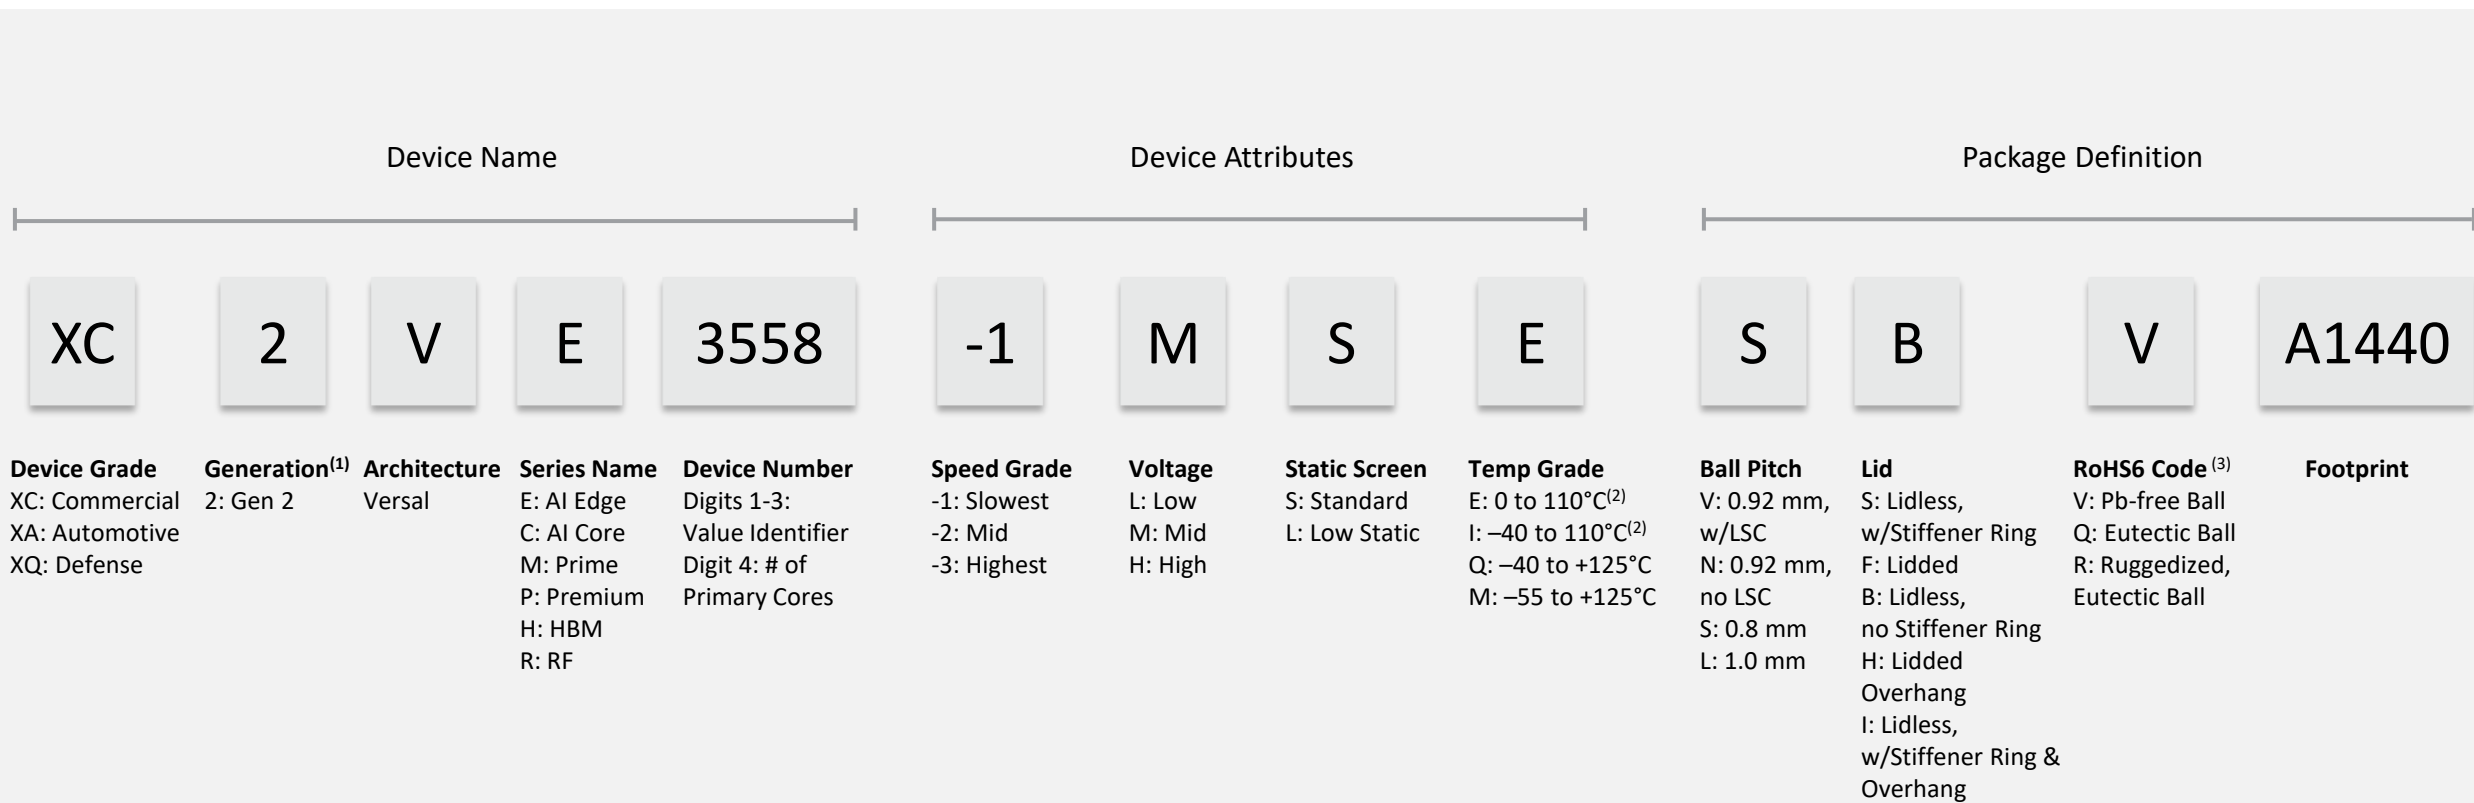 Device Name
Device Attributes
Package Definition
XC
2
V
E
3558
-1
M
S
E
S
B
V
A1440
Device Grade
XC: Commercial
XA: Automotive
XQ: Defense
Generation(1)
2: Gen 2
Architecture
Versal
Series Name
E: AI Edge
C: AI Core
M: Prime
P: Premium
H: HBM
R: RF
Device Number
Digits 1-3:
Value Identifier
Digit 4: # of
Primary Cores
Speed Grade
-1: Slowest
-2: Mid
-3: Highest
Voltage
L: Low
M: Mid
H: High
Static Screen
S: Standard
L: Low Static
Temp Grade
E: 0 to 110°C(2)
I: –40 to 110°C(2)
Q: –40 to +125°C
M: –55 to +125°C
Ball Pitch
V: 0.92 mm,
w/LSC
N: 0.92 mm,
no LSC
S: 0.8 mm
L: 1.0 mm
Lid
S: Lidless,
w/Stiffener Ring
F: Lidded
B: Lidless,
no Stiffener Ring
H: Lidded
Overhang
I: Lidless,
w/Stiffener Ring &
Overhang
RoHS6 Code (3)
V: Pb-free Ball
Q: Eutectic Ball
R: Ruggedized,
Eutectic Ball
Footprint